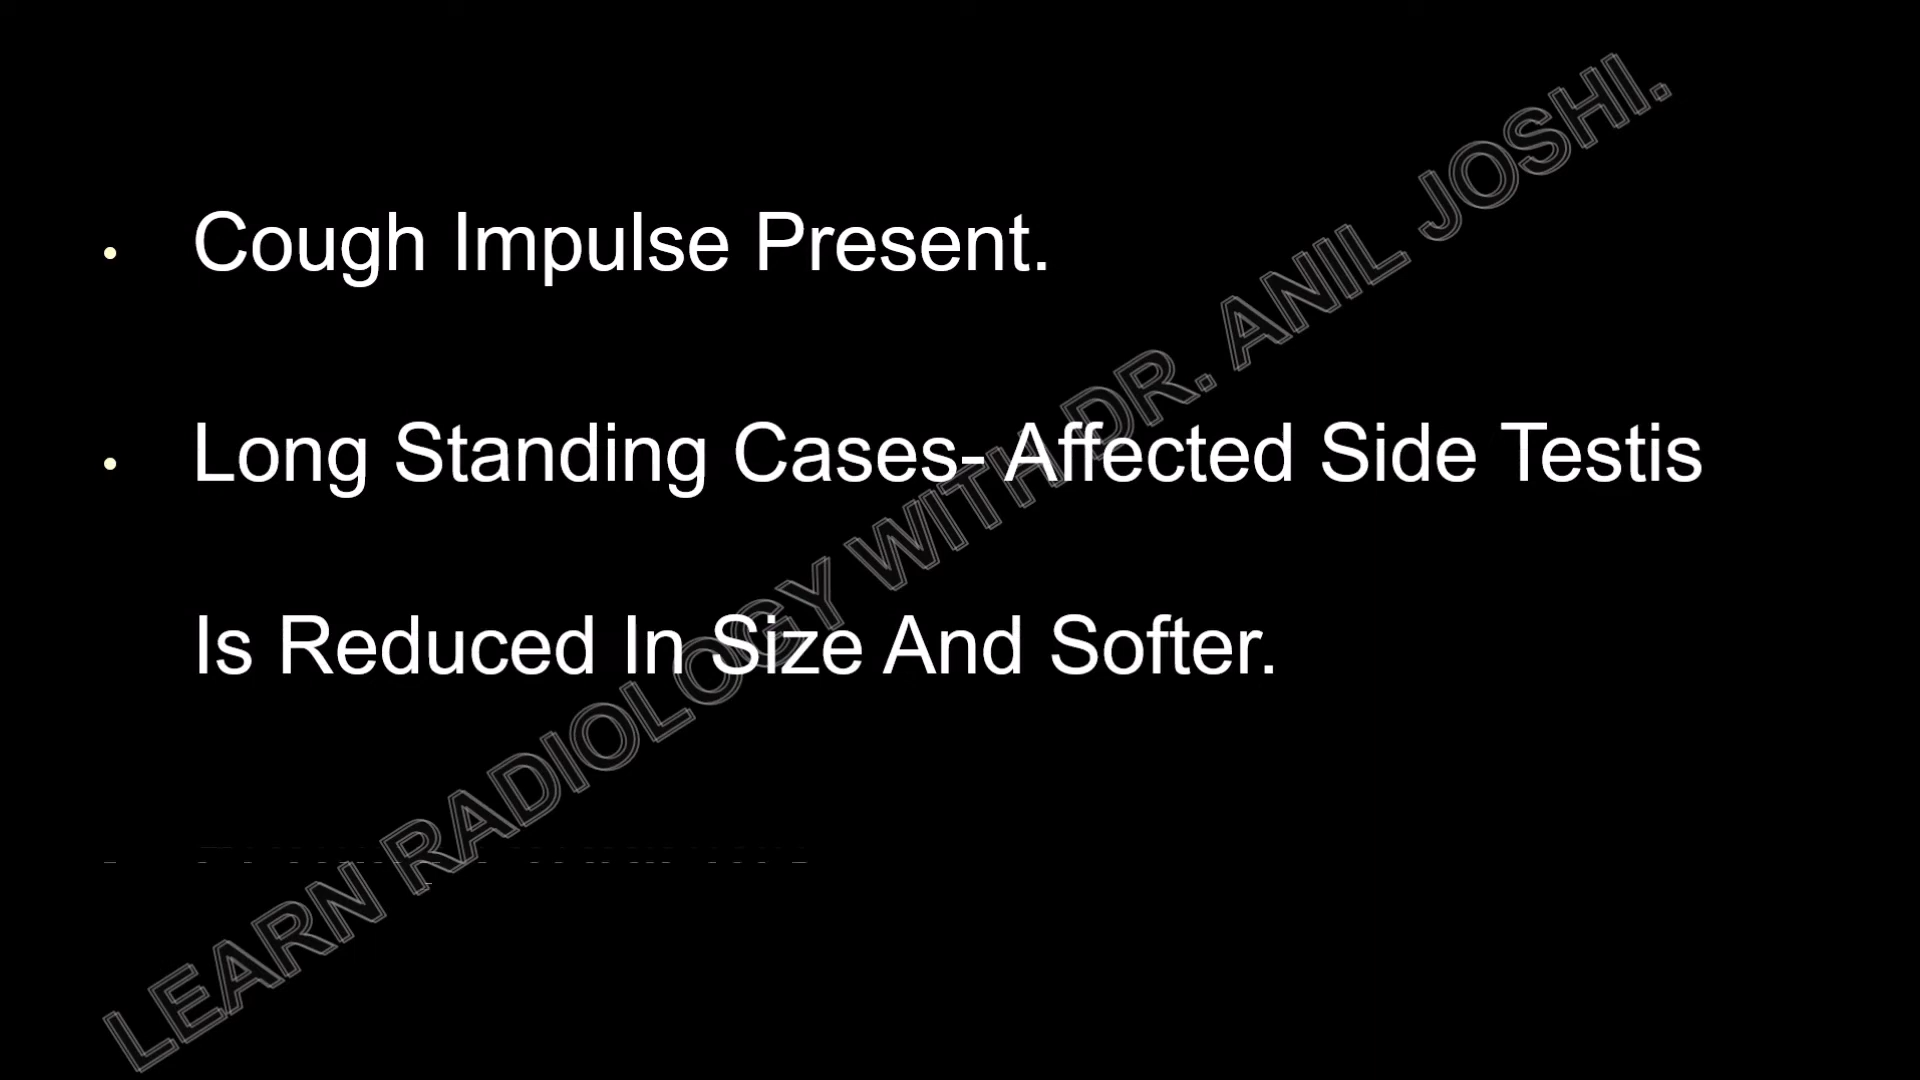 Cough Impulse Present.
Long Standing Cases- Affected Side Testis
Is Reduced In Size And Softer.
LEARN RADIOLOGY WITH DR. ANIL JOSHI.